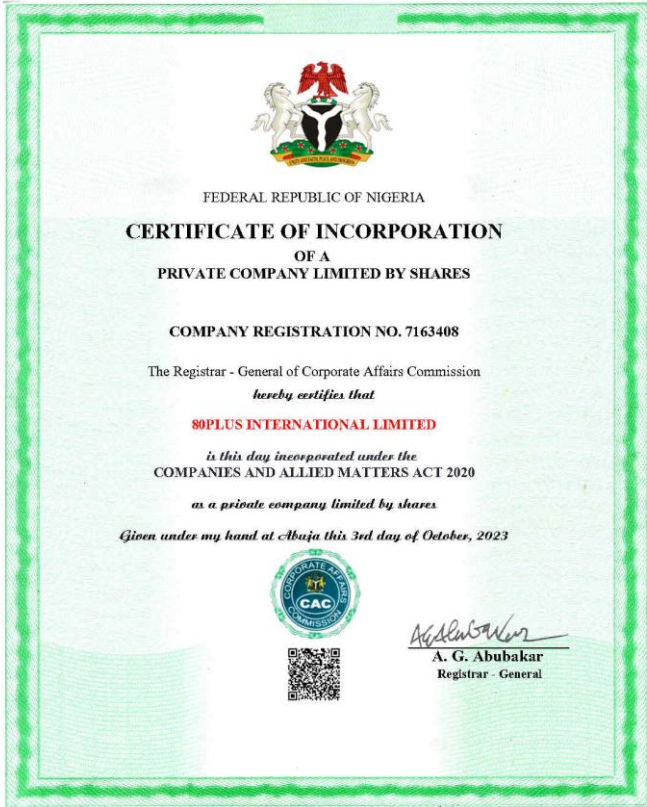 FEDERAL REPUBLIC OF NIGERIA
CERTIFICATE OF INCORPORATION
OF A
PRIVATE COMPANY LIMITED BY SHARES
COMPANY REGISTRATION NO. 7163408
The Registrar - General of Corporate Affairs Commission
hereby certifies that
80PLUS INTERNATIONAL LIMITED
is this day incorporated under the
COMPANIES AND ALLIED MATTERS ACT 2020
as a private company limited by shares
Given under my hand at Abuja this 3rd day of October, 2023
CORPORATE AFFAIRS
CAC
COMMISSION
A. G. Abubakar
Registrar - General